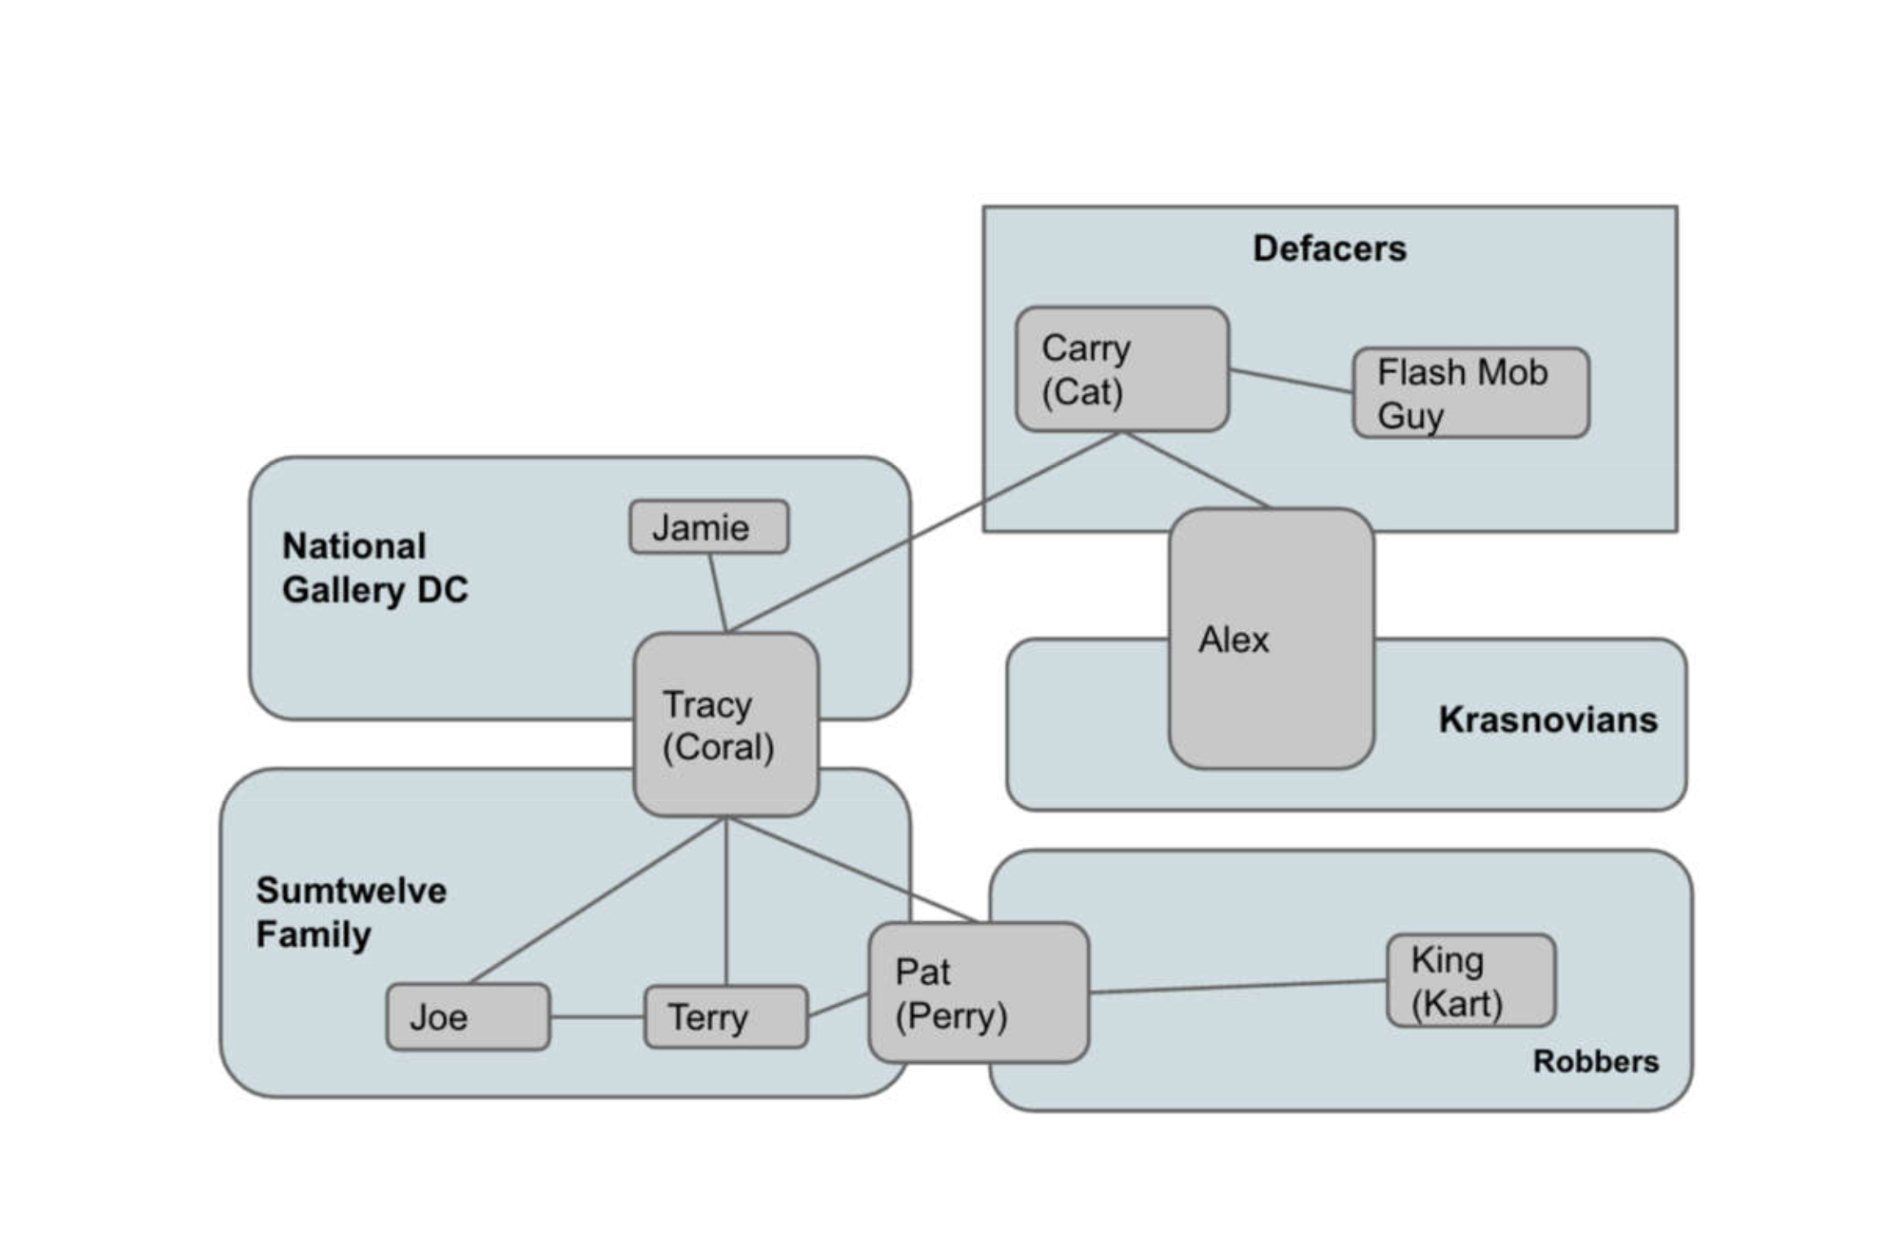 Defacers
Carry
(Cat)
Flash Mob
Guy
National
Gallery DC
Jamie
Tracy
(Coral)
Alex
Krasnovians
Sumtwelve
Family
Joe
Terry
Pat
(Perry)
King
(Kart)
Robbers